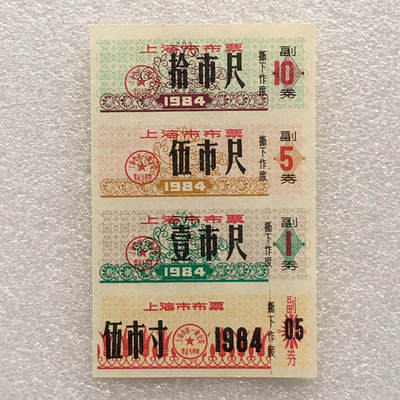 上海市布票
拾市尺
1984
撕下作废
副
10
券
上海市布票
伍市尺
1984
撕下作废
副
5
券
上海市布票
壹市尺
1984
撕下作废
副
1
券
上海市布票
伍市寸
1984
撕下作废
副
05
券